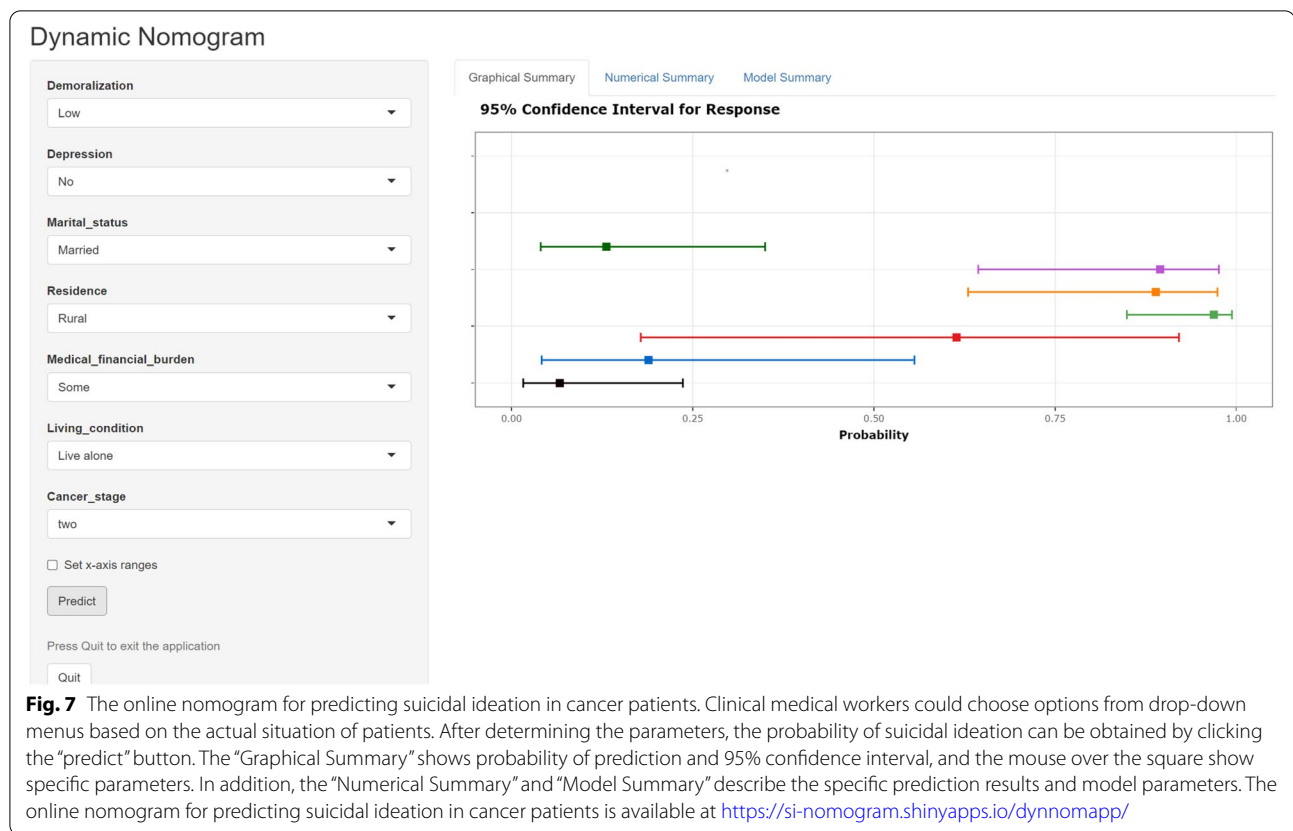 Dynamic Nomogram
Demoralization
Low
Depression
No
Marital_status
Married
Residence
Rural
Medical_financial_burden
Some
Living_condition
Live alone
Cancer_stage
two
Set x-axis ranges
Predict
Press Quit to exit the application
Quit
Graphical Summary Numerical Summary Model Summary
95% Confidence Interval for Response
0.00 0.25 0.50 0.75 1.00
Probability
Fig. 7 The online nomogram for predicting suicidal ideation in cancer patients. Clinical medical workers could choose options from drop-down
menus based on the actual situation of patients. After determining the parameters, the probability of suicidal ideation can be obtained by clicking
the “predict” button. The “Graphical Summary” shows probability of prediction and 95% confidence interval, and the mouse over the square show
specific parameters. In addition, the “Numerical Summary” and “Model Summary” describe the specific prediction results and model parameters. The
online nomogram for predicting suicidal ideation in cancer patients is available at https://si-nomogram.shinyapps.io/dynnomapp/